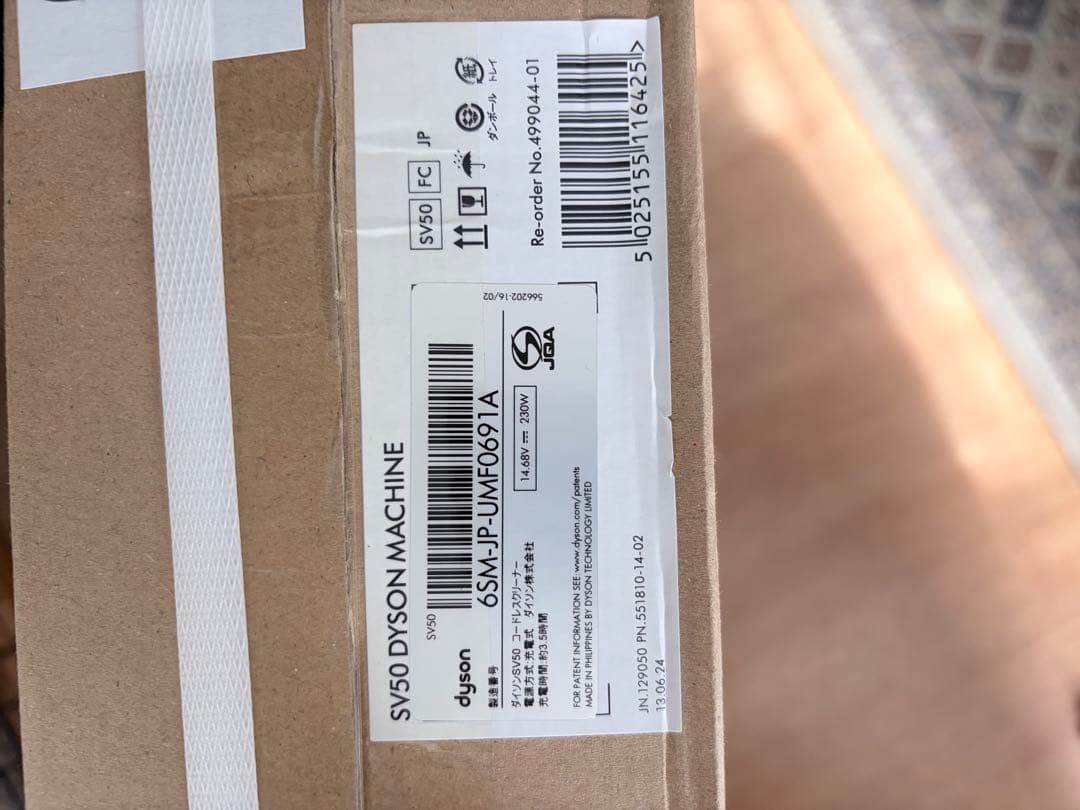 SV50 DYSON MACHINE
SV50 FC JP
ダンボール トレイ
紙
Re-order No.499044-01
5 025155 116425 >
SV50
dyson
製造番号
6SM-JP-UMF0691A
566202-16/02
ダイソンSV50 コードレスクリーナー
電源方式:充電式 ダイソン株式会社
充電時間:約3.5時間
14.68V ⎓ 230W
JQA
FOR PATENT INFORMATION SEE: www.dyson.com/patents
MADE IN PHILIPPINES BY DYSON TECHNOLOGY LIMITED
JN.129050 PN.551810-14-02
13.06.24